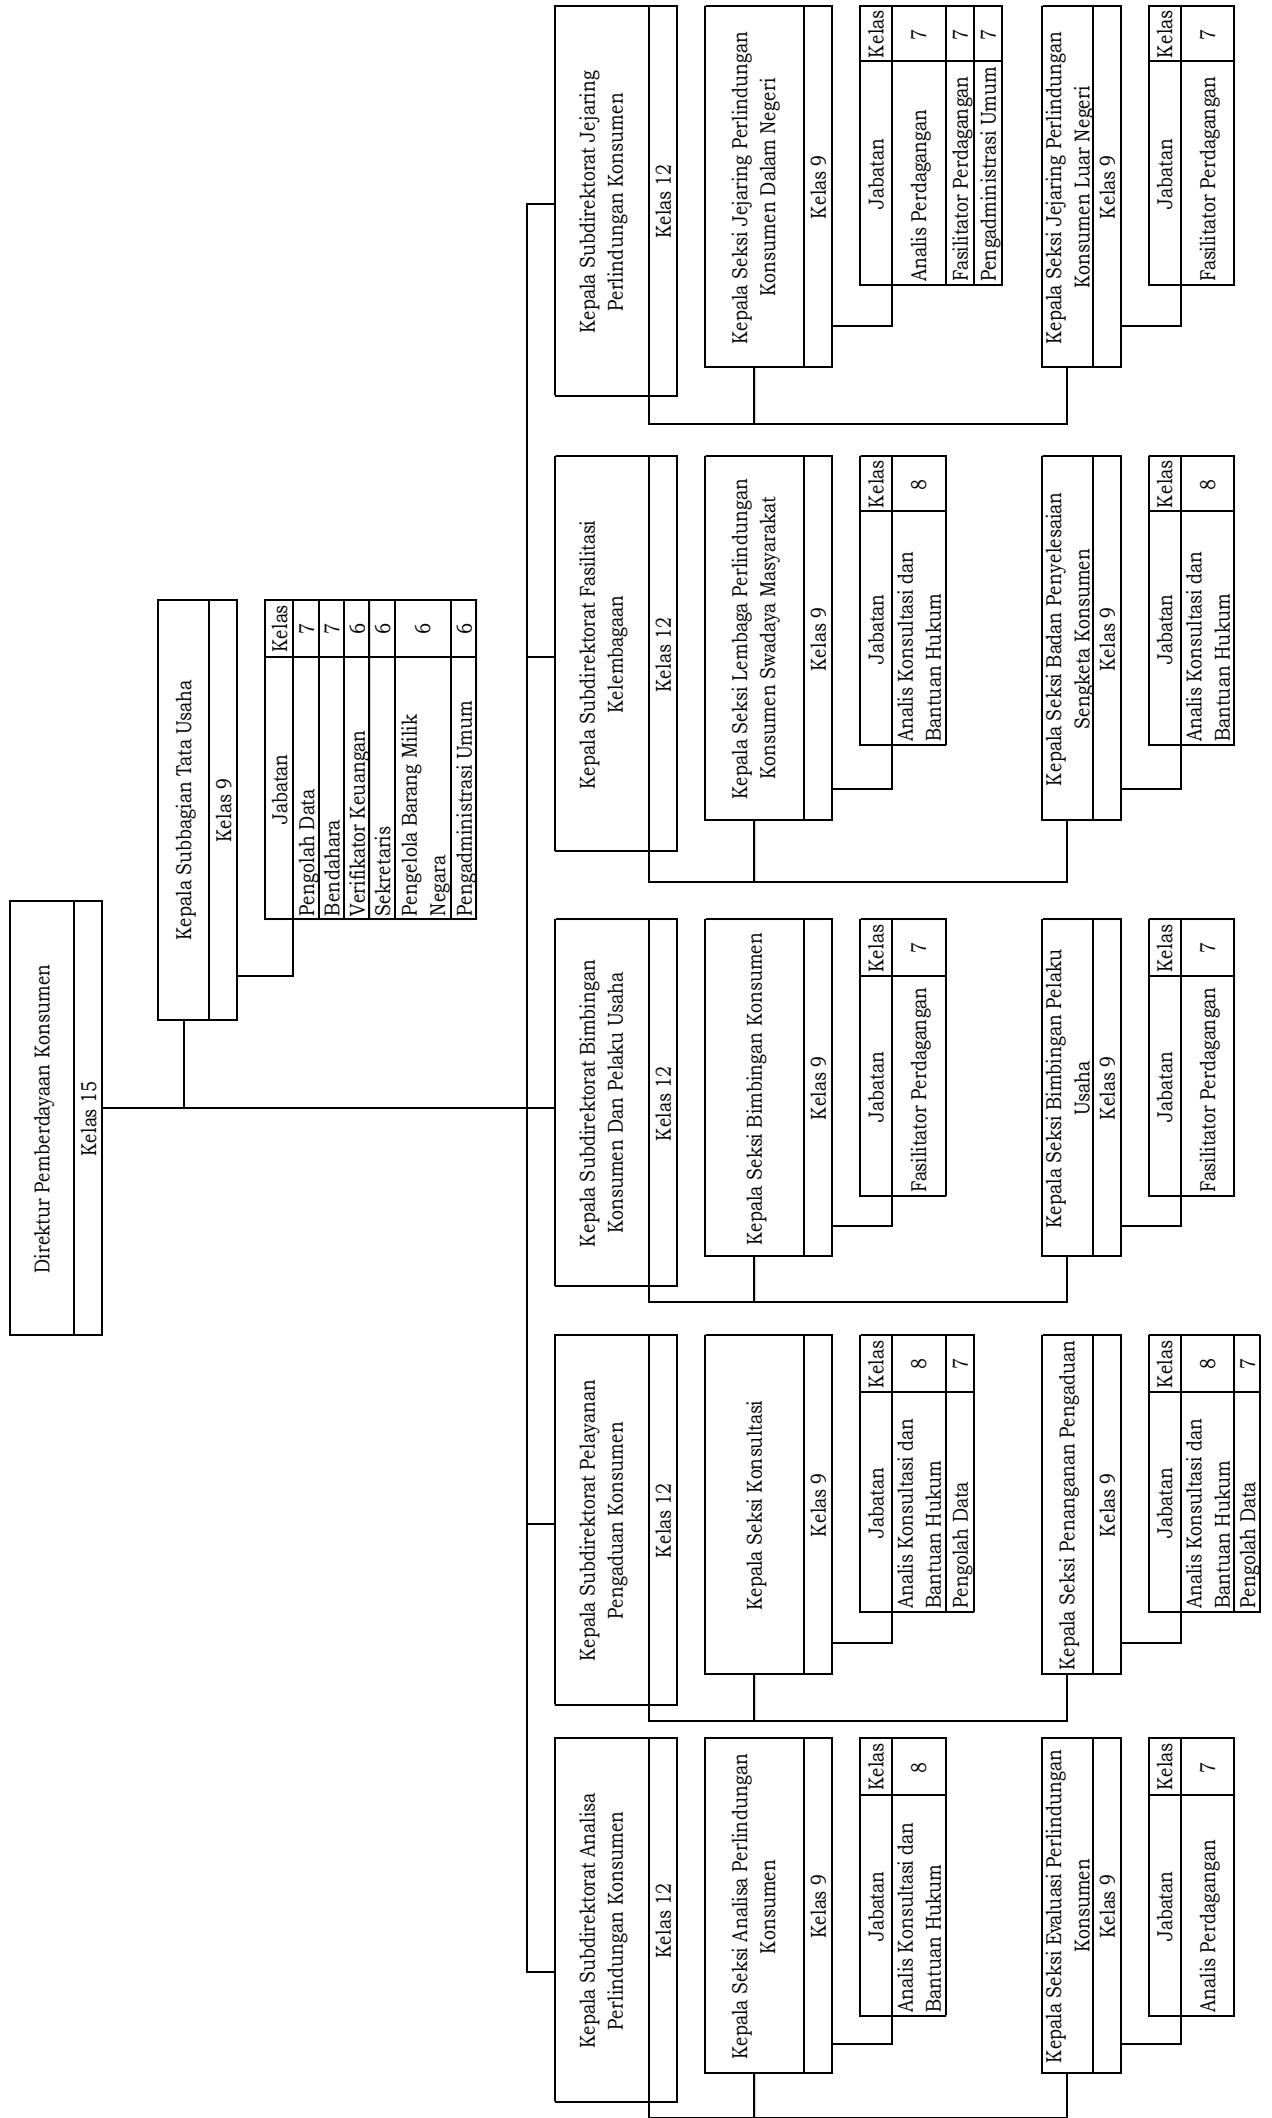 Direktur Pemberdayaan Konsumen
Kelas 15
Kepala Subbagian Tata Usaha
Kelas 9
Jabatan Kelas
Pengolah Data 7
Bendahara 7
Verifikator Keuangan 6
Sekretaris 6
Pengelola Barang Milik
Negara 6
Pengadministrasi Umum 6
Kepala Subdirektorat Analisa
Perlindungan Konsumen
Kelas 12
Kepala Seksi Analisa Perlindungan
Konsumen
Kelas 9
Jabatan Kelas
Analis Konsultasi dan
Bantuan Hukum 8
Kepala Seksi Evaluasi Perlindungan
Konsumen
Kelas 9
Jabatan Kelas
Analis Perdagangan 7
Kepala Subdirektorat Pelayanan
Pengaduan Konsumen
Kelas 12
Kepala Seksi Konsultasi
Kelas 9
Jabatan Kelas
Analis Konsultasi dan
Bantuan Hukum 8
Pengolah Data 7
Kepala Seksi Penanganan Pengaduan
Kelas 9
Jabatan Kelas
Analis Konsultasi dan
Bantuan Hukum 8
Pengolah Data 7
Kepala Subdirektorat Bimbingan
Konsumen Dan Pelaku Usaha
Kelas 12
Kepala Seksi Bimbingan Konsumen
Kelas 9
Jabatan Kelas
Fasilitator Perdagangan 7
Kepala Seksi Bimbingan Pelaku
Usaha
Kelas 9
Jabatan Kelas
Fasilitator Perdagangan 7
Kepala Subdirektorat Fasilitasi
Kelembagaan
Kelas 12
Kepala Seksi Lembaga Perlindungan
Konsumen Swadaya Masyarakat
Kelas 9
Jabatan Kelas
Analis Konsultasi dan
Bantuan Hukum 8
Kepala Seksi Badan Penyelesaian
Sengketa Konsumen
Kelas 9
Jabatan Kelas
Analis Konsultasi dan
Bantuan Hukum 8
Kepala Subdirektorat Jejaring
Perlindungan Konsumen
Kelas 12
Kepala Seksi Jejaring Perlindungan
Konsumen Dalam Negeri
Kelas 9
Jabatan Kelas
Analis Perdagangan 7
Fasilitator Perdagangan 7
Pengadministrasi Umum 7
Kepala Seksi Jejaring Perlindungan
Konsumen Luar Negeri
Kelas 9
Jabatan Kelas
Fasilitator Perdagangan 7